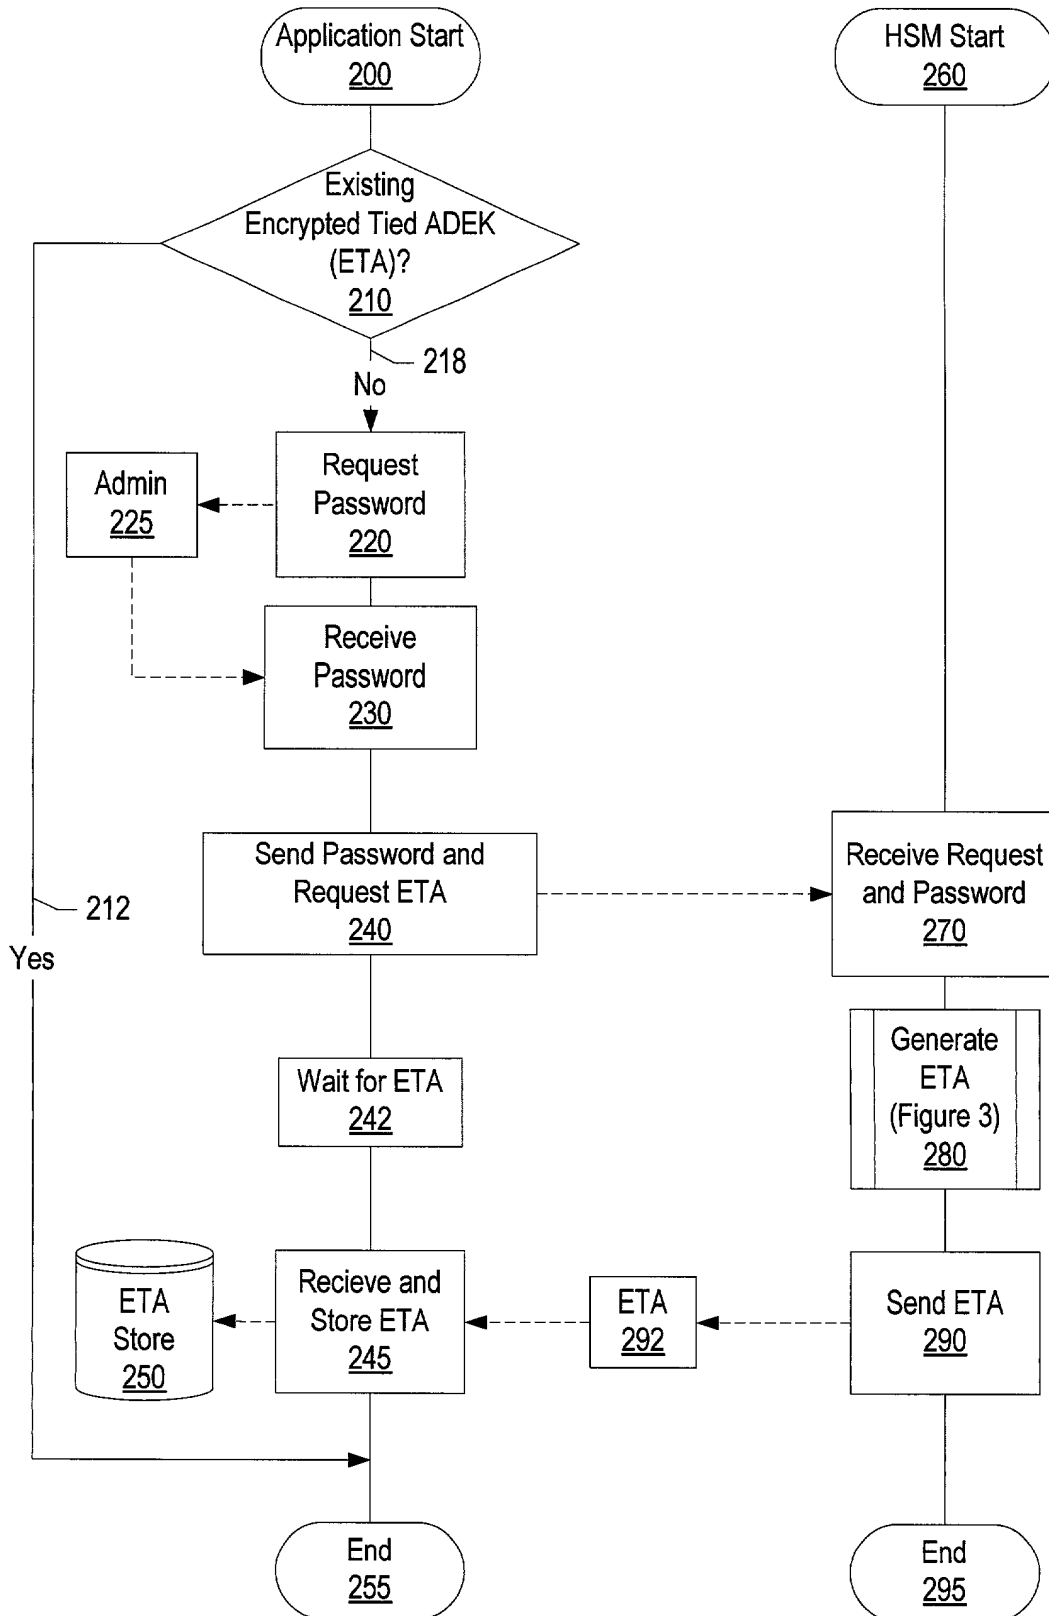 Application Start
200
HSM Start
260
Existing
Encrypted Tied ADEK
(ETA)?
210
218
No
Request
Password
220
Admin
225
Receive
Password
230
Send Password and
Request ETA
240
Receive Request
and Password
270
212
Yes
Generate
ETA
(Figure 3)
280
Wait for ETA
242
ETA
Store
250
Recieve and
Store ETA
245
ETA
292
Send ETA
290
End
255
End
295